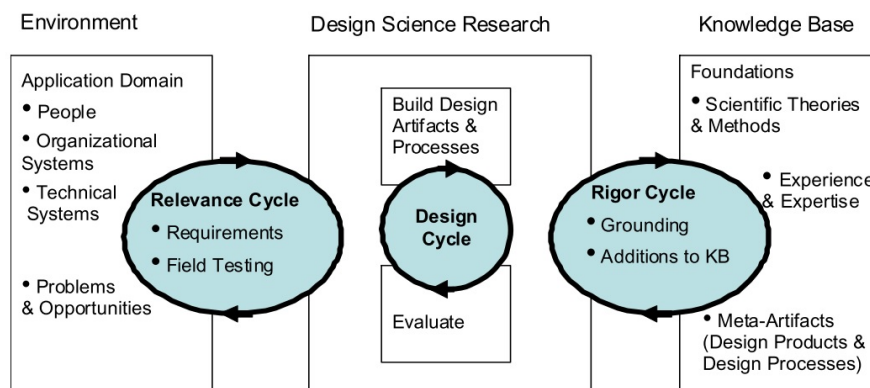 Environment
Design Science Research
Knowledge Base
Application Domain
• People
• Organizational
Systems
• Technical
Systems
• Problems
& Opportunities
Relevance Cycle
• Requirements
• Field Testing
Build Design
Artifacts &
Processes
Design
Cycle
Evaluate
Rigor Cycle
• Grounding
• Additions to KB
Foundations
• Scientific Theories
& Methods
• Experience
& Expertise
• Meta-Artifacts
(Design Products &
Design Processes)